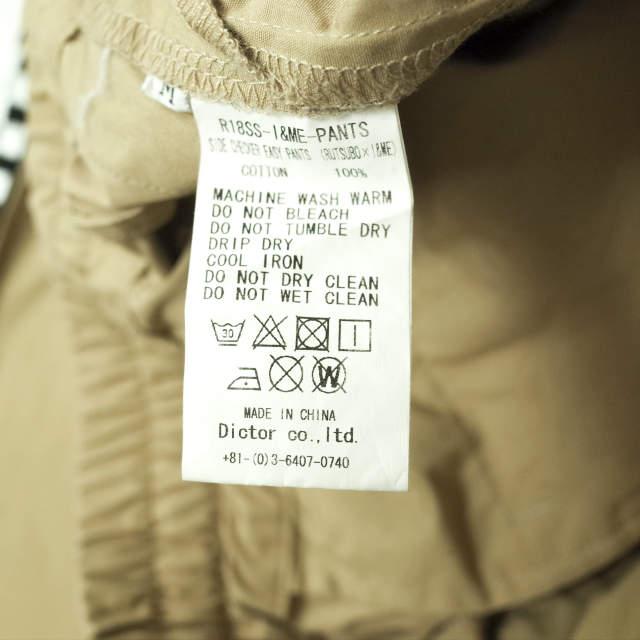 M
R18SS-I&ME-PANTS
SIDE CHECKER EASY PANTS (RUTSUBO×I&ME)
COTTON 100%
MACHINE WASH WARM
DO NOT BLEACH
DO NOT TUMBLE DRY
DRIP DRY
COOL IRON
DO NOT DRY CLEAN
DO NOT WET CLEAN
30
W
MADE IN CHINA
Dictor co.,ltd.
+81-(0)3-6407-0740